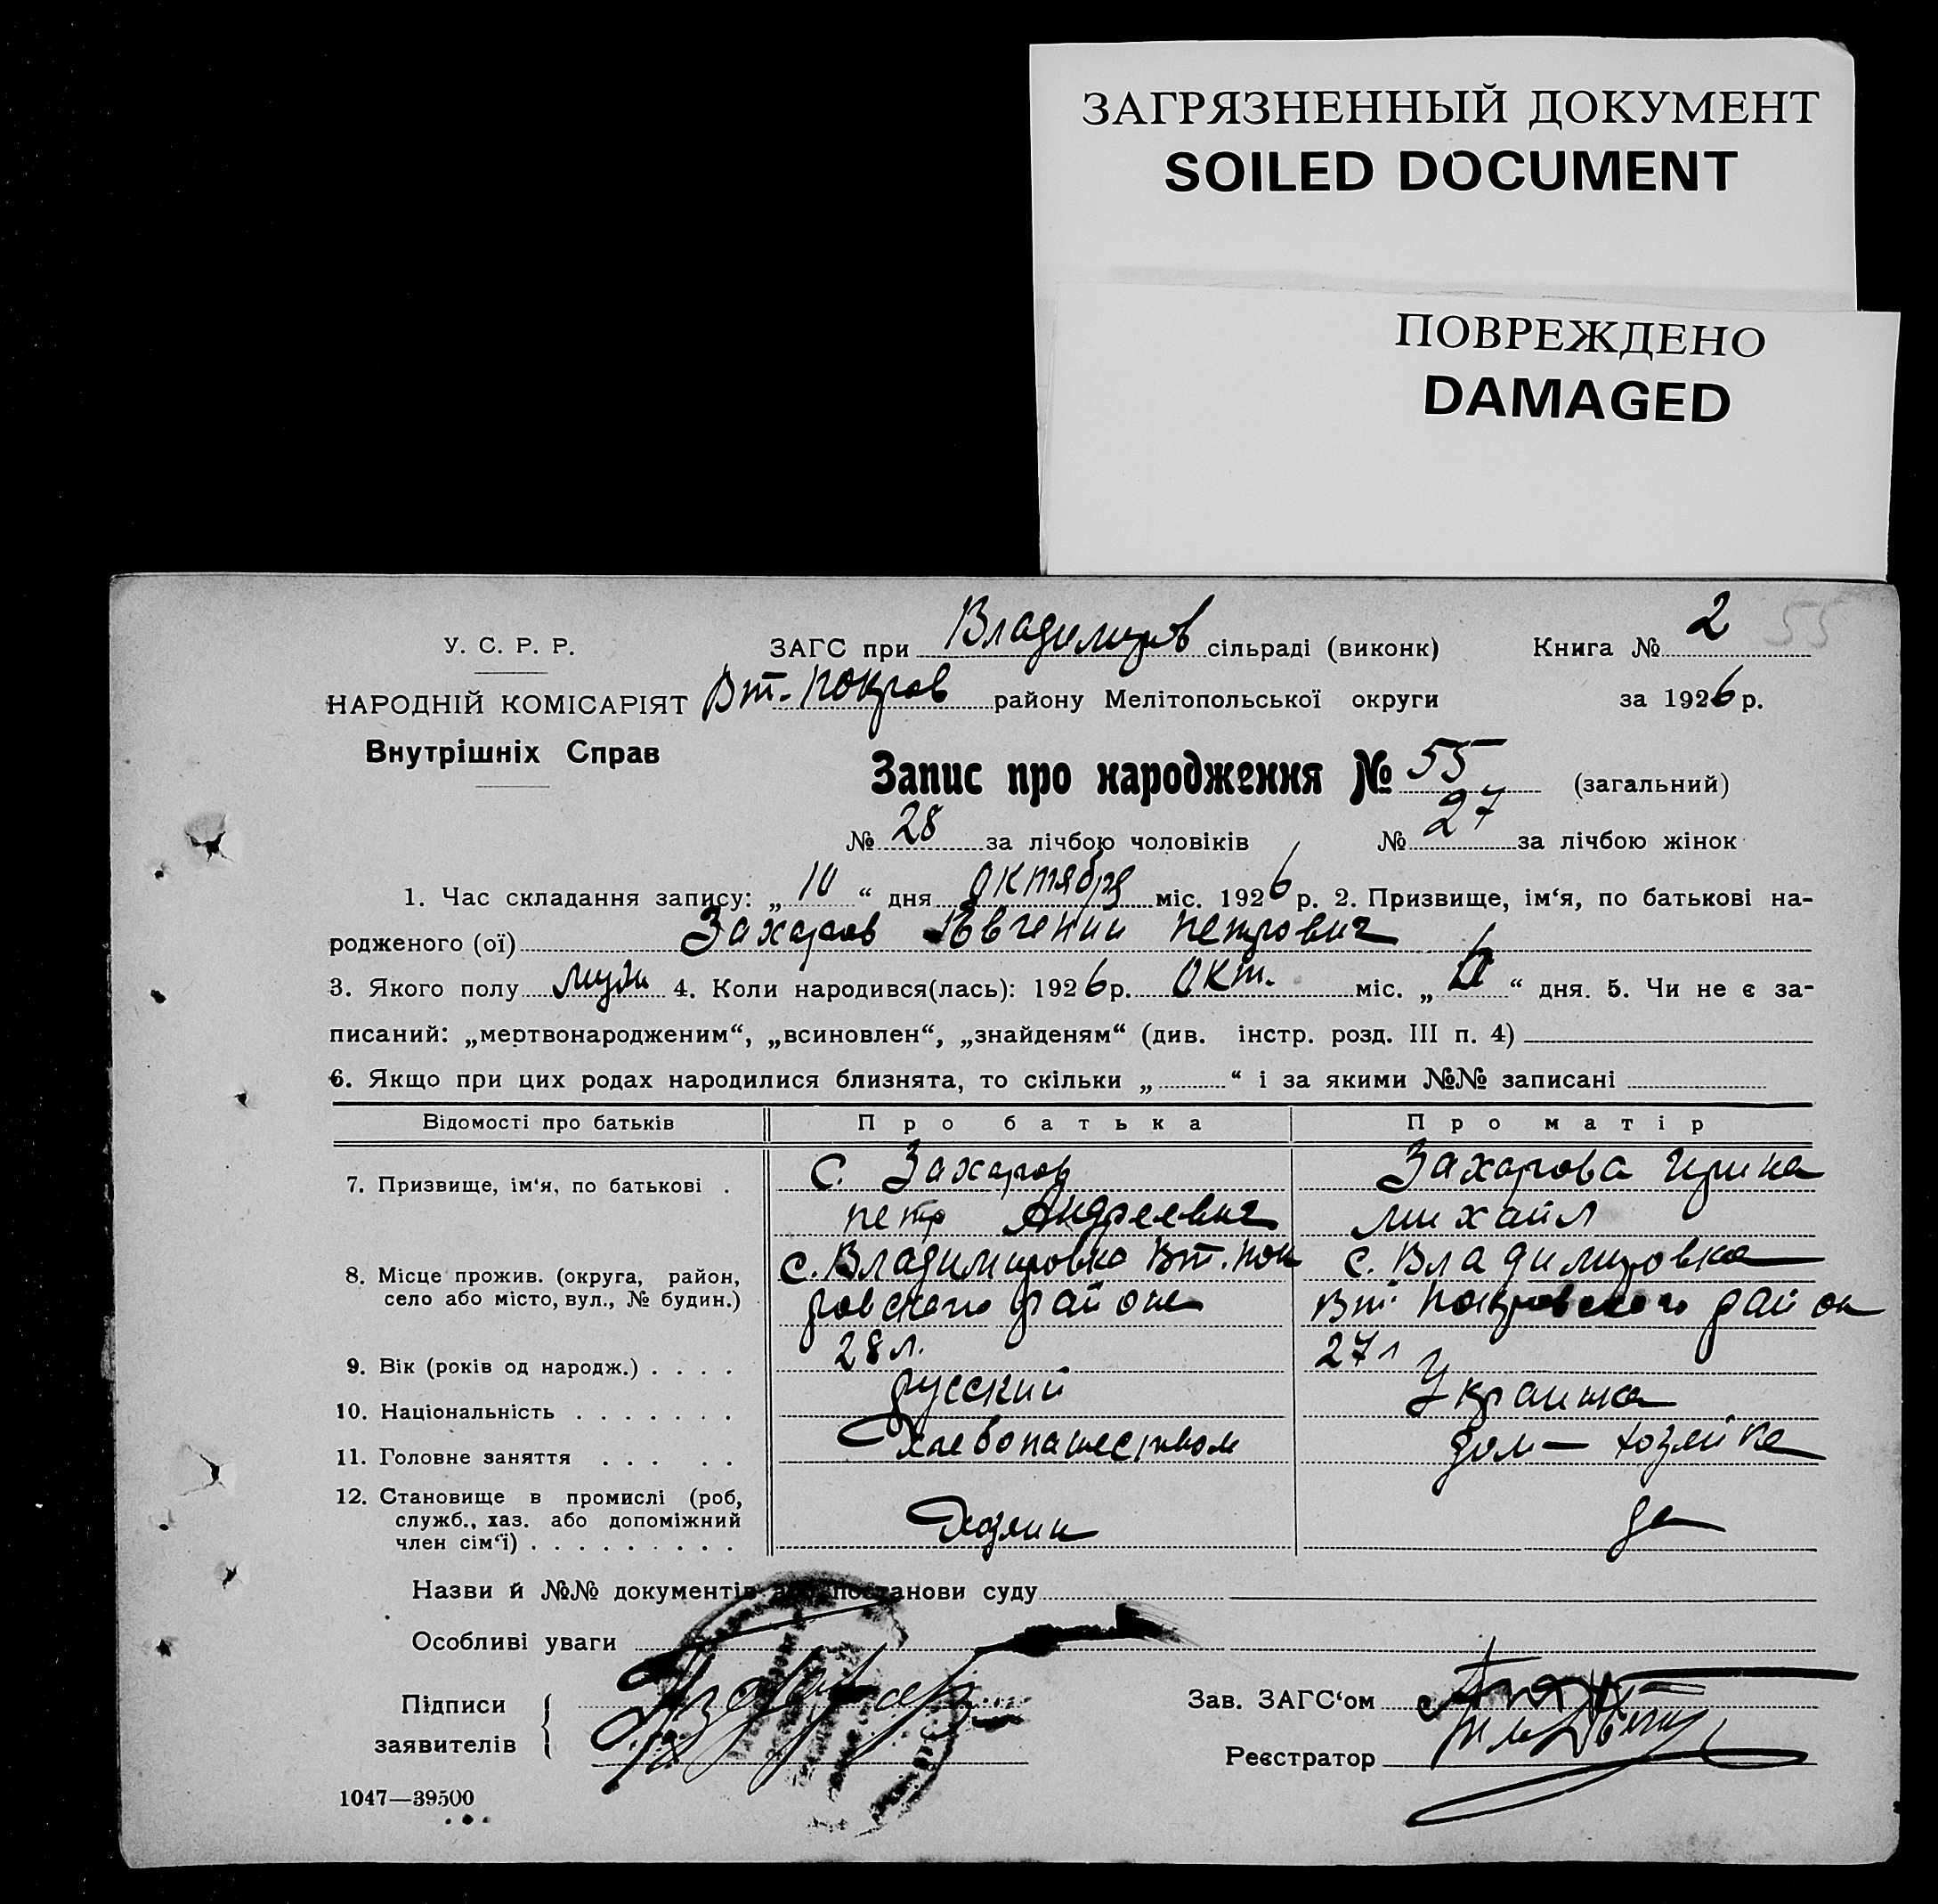 ЗАГРЯЗНЕННЫЙ ДОКУМЕНТ
SOILED DOCUMENT
ПОВРЕЖДЕНО
DAMAGED
У. С. Р. Р. ЗАГС при Владимиров сільраді (виконк) Книга № 2 55
НАРОДНІЙ КОМІСАРІЯТ Вт.-Покров району Мелітопольської округи за 1926 р.
Внутрішніх Справ
Запис про народження № 55 (загальний)
№ 28 за лічбою чоловіків № 27 за лічбою жінок
1. Час складання запису: „ 10 “ дня Октября міс. 1926 р. 2. Призвище, ім‘я, по батькові на-
родженого (ої) Захаров Евгений Петрович
3. Якого полу муж 4. Коли народився(лась): 1926 р. Окт. міс. „ “ дня. 5. Чи не є за-
писаний: „мертвонародженим“, „всиновлен“, „знайденям“ (див. інстр. розд. III п. 4)
6. Якщо при цих родах народилися близнята, то скільки „ “ і за якими №№ записані
Відомості про батьків Про батька Про матір
7. Призвище, ім‘я, по батькові . С. Захаров Захарова Ирина
Петр Андреевич Михайл
8. Місце прожив. (округа, район, с. Владимировка Вт. Пок с. Владимировка
село або місто, вул., № будин.) ровского района Вт. Покровского район
9. Вік (років од народж.) . . . . 28 л. 27 л
10. Національність . . . . . . . русский Украинка
11. Головне заняття . . . . . Хлебопашеством дом — хозяйка
12. Становище в промислі (роб,
служб., хаз. або допоміжний Хозяин да
член сім‘ї) . . . . . . . . .
Назви й №№ документів або постанови суду
Особливі уваги
Підписи Зав. ЗАГС‘ом
заявителів Реєстратор
1047—39500